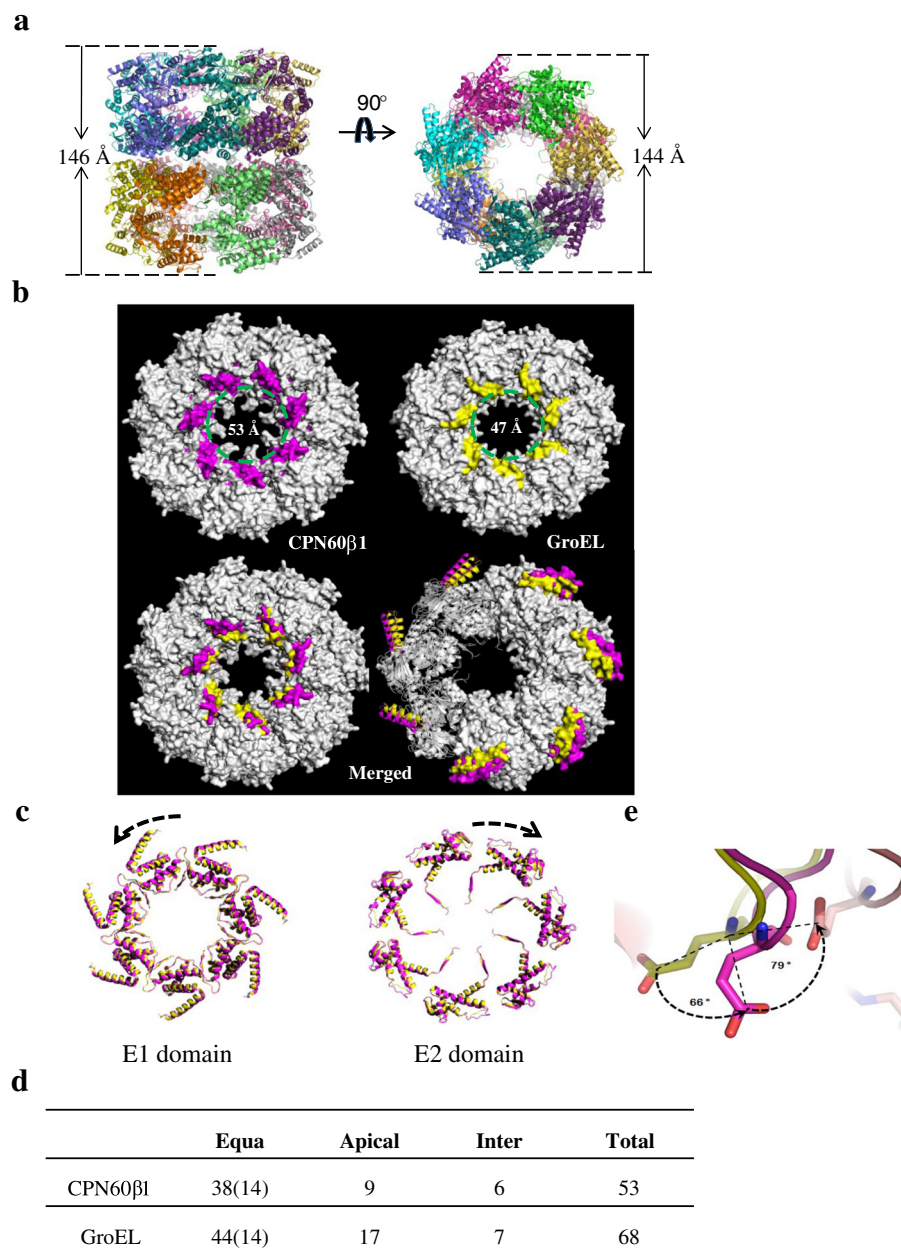 a
146 Å
90°
144 Å
b
53 Å
47 Å
CPN60β1
GroEL
Merged
c
e
79°
66°
E1 domain
E2 domain
d
Equa Apical Inter Total
CPN60β1 38(14) 9 6 53
GroEL 44(14) 17 7 68